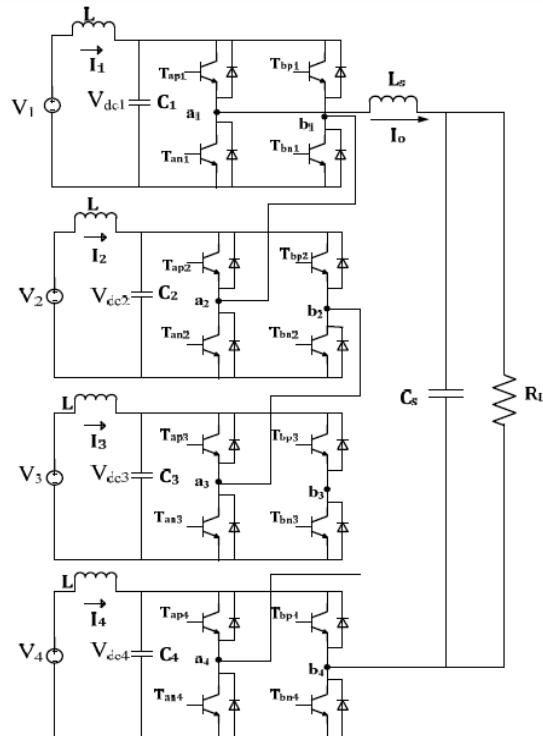 L
I1
V1
Vdc1
C1
Tap1
Tbp1
a1
b1
Tan1
Tbn1
Ls
Io
L
I2
V2
Vdc2
C2
Tap2
Tbp2
a2
b2
Tan2
Tbn2
Cs
RL
L
I3
V3
Vdc3
C3
Tap3
Tbp3
a3
b3
Tan3
Tbn3
L
I4
V4
Vdc4
C4
Tap4
Tbp4
a4
b4
Tan4
Tbn4